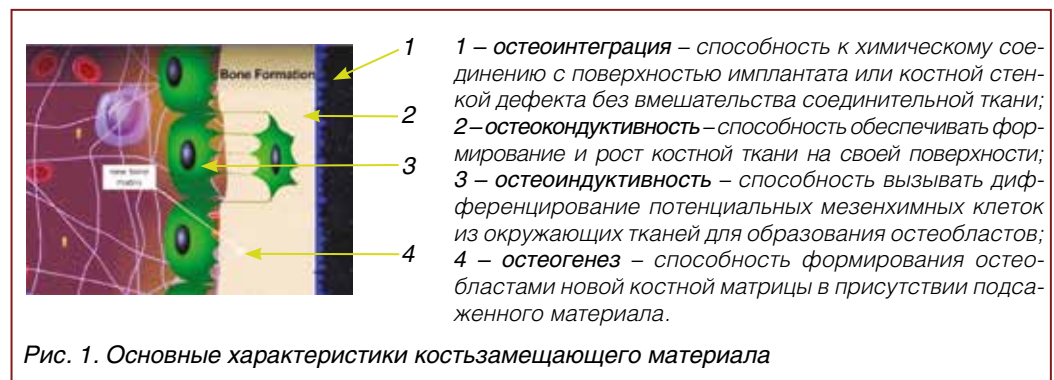 Bone Formation
new bone
matrix
1
2
3
4
1 – остеоинтеграция – способность к химическому сое-
динению с поверхностью имплантата или костной стен-
кой дефекта без вмешательства соединительной ткани;
2 – остеокондуктивность – способность обеспечивать фор-
мирование и рост костной ткани на своей поверхности;
3 – остеоиндуктивность – способность вызывать диф-
ференцирование потенциальных мезенхимных клеток
из окружающих тканей для образования остеобластов;
4 – остеогенез – способность формирования остео-
бластами новой костной матрицы в присутствии подса-
женного материала.
Рис. 1. Основные характеристики костьзамещающего материала